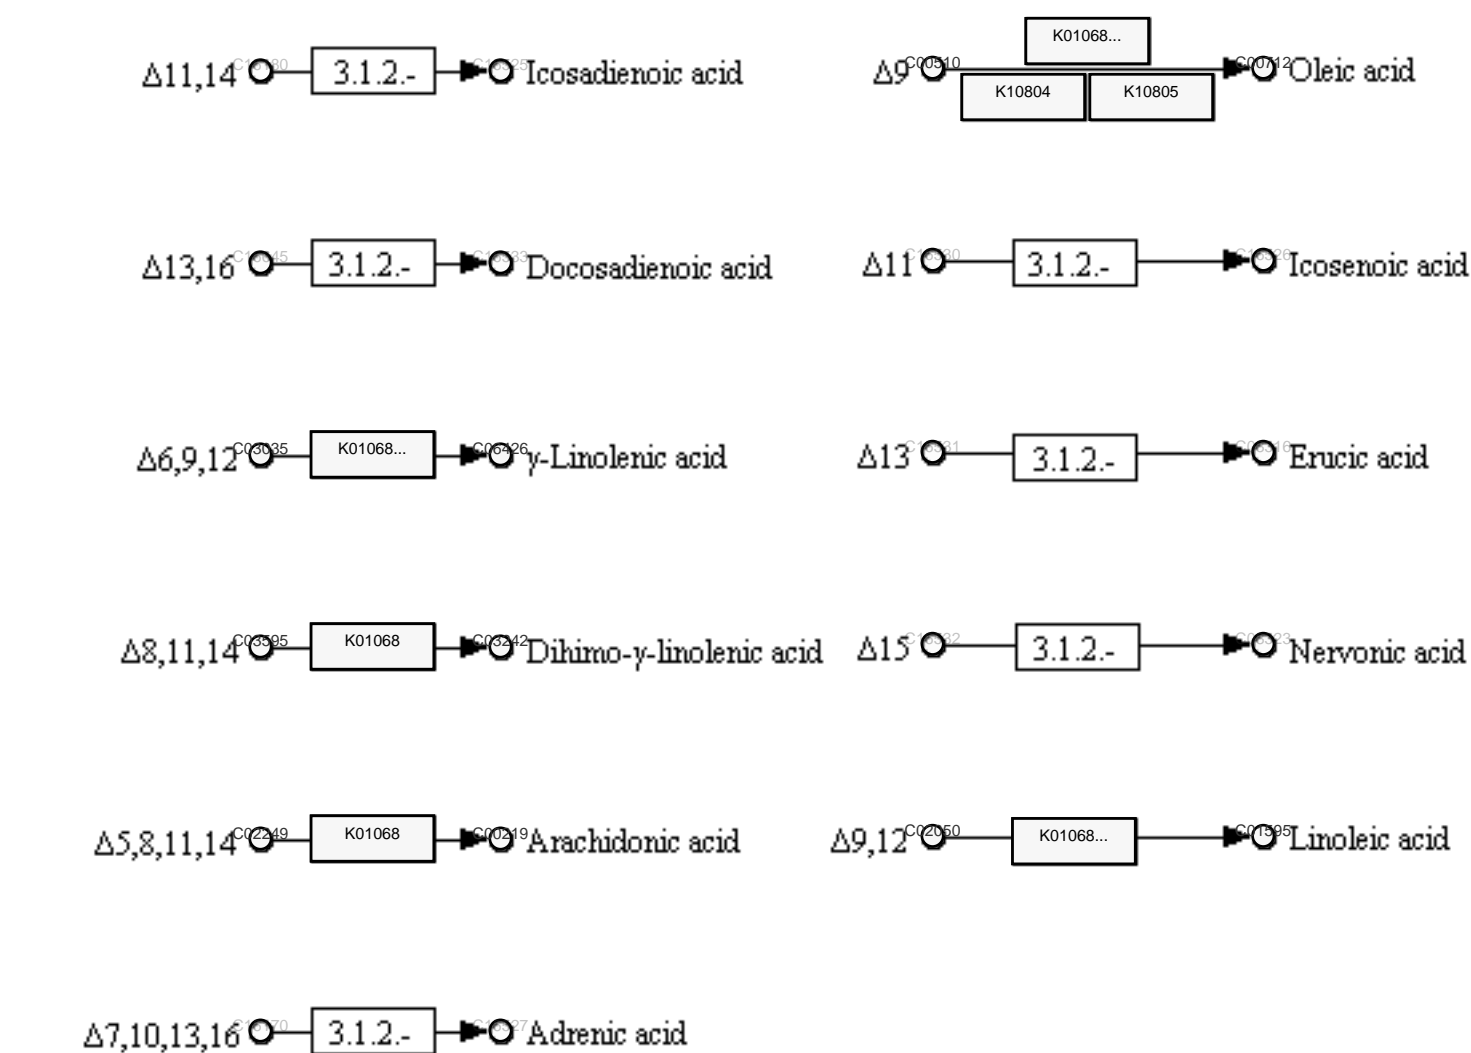 Δ11,14 3.1.2.- Icosadienoic acid
K01068...
Δ9 C00510 C00712 Oleic acid
K10804 K10805
Δ13,16 3.1.2.- Docosadienoic acid
Δ11 3.1.2.- Icosenoic acid
Δ6,9,12 C03035 K01068... C06426 γ-Linolenic acid
Δ13 3.1.2.- Erucic acid
Δ8,11,14 C03595 K01068 C03242 Dihimo-γ-linolenic acid
Δ15 3.1.2.- Nervonic acid
Δ5,8,11,14 C02249 K01068 C00219 Arachidonic acid
Δ9,12 C02050 K01068... C01595 Linoleic acid
Δ7,10,13,16 3.1.2.- Adrenic acid